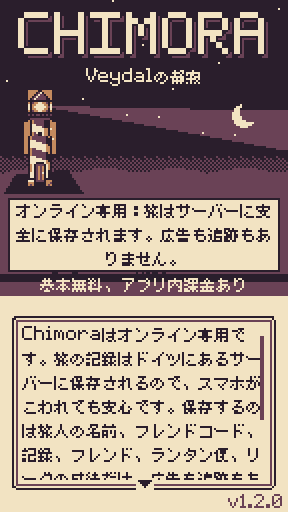 CHIMORA
Veydalの旅
オンライン専用：旅はサーバーに安
全に保存されます。広告も追跡もあ
りません。
基本無料、アプリ内課金あり
Chimoraはオンライン専用で
す。旅の記録はドイツにあるサー
バーに保存されるので、スマホが
こわれても安心です。保存するの
は旅人の名前、フレンドコード、
記録、フレンド、ランタン便、リ
v1.2.0